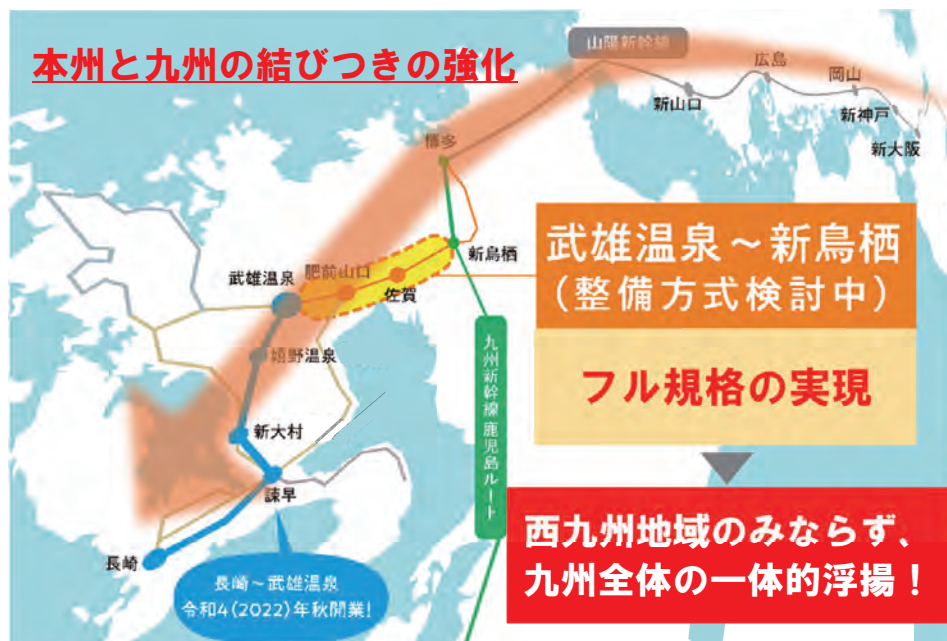 本州と九州の結びつきの強化
山陽新幹線
広島
岡山
新山口
新神戸
新大阪
博多
新鳥栖
武雄温泉
肥前山口
佐賀
嬉野温泉
新大村
諫早
長崎
九州新幹線 鹿児島ルート
武雄温泉～新鳥栖
(整備方式検討中)
フル規格の実現
西九州地域のみならず、
九州全体の一体的浮揚！
長崎～武雄温泉
令和4(2022)年秋開業!